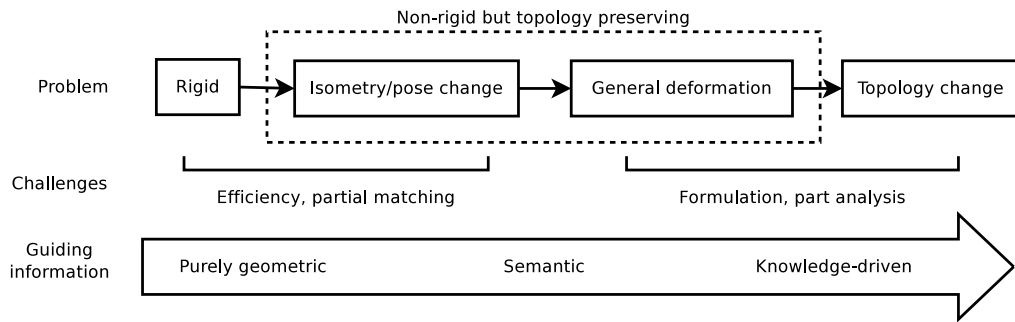 Non-rigid but topology preserving
Problem
Rigid
Isometry/pose change
General deformation
Topology change
Challenges
Efficiency, partial matching
Formulation, part analysis
Guiding
information
Purely geometric
Semantic
Knowledge-driven